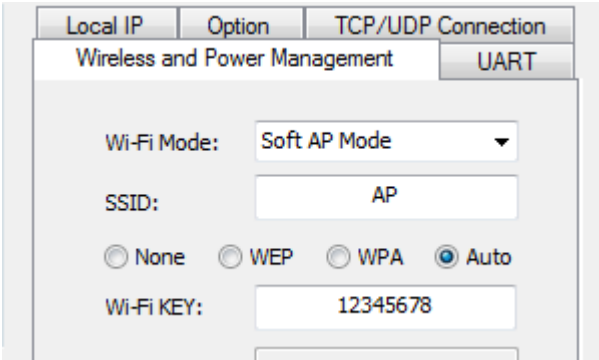 Local IP Option TCP/UDP Connection
Wireless and Power Management UART
Wi-Fi Mode: Soft AP Mode
SSID: AP
None WEP WPA Auto
Wi-Fi KEY: 12345678